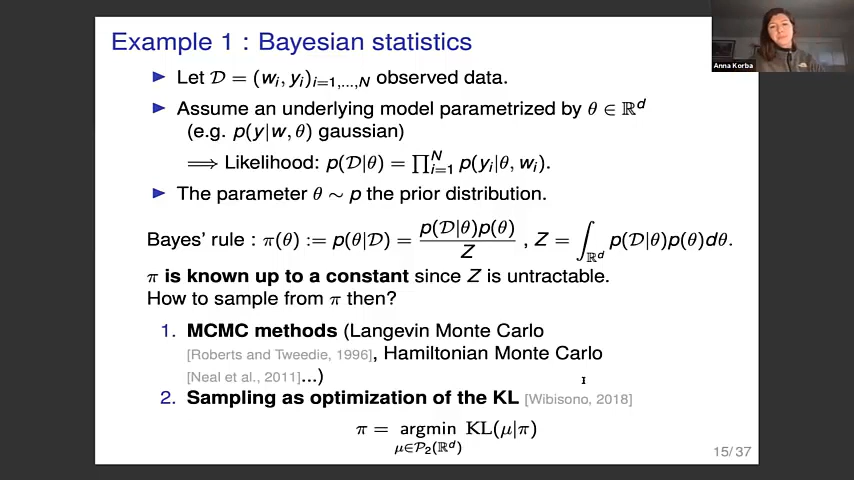 Example 1 : Bayesian statistics
▶ Let 𝒟 = (wᵢ, yᵢ)ᵢ₌₁,...,N observed data.
▶ Assume an underlying model parametrized by θ ∈ ℝᵈ
(e.g. p(y|w, θ) gaussian)
⟹ Likelihood: p(𝒟|θ) = ∏ᴺᵢ₌₁ p(yᵢ|θ, wᵢ).
▶ The parameter θ ∼ p the prior distribution.
Bayes' rule : π(θ) := p(θ|𝒟) = p(𝒟|θ)p(θ) / Z , Z = ∫_ℝᵈ p(𝒟|θ)p(θ)dθ.
π is known up to a constant since Z is untractable.
How to sample from π then?
1. MCMC methods (Langevin Monte Carlo
[Roberts and Tweedie, 1996], Hamiltonian Monte Carlo
[Neal et al., 2011]...)
2. Sampling as optimization of the KL [Wibisono, 2018]
π = argmin KL(μ|π)
μ∈𝒫₂(ℝᵈ)
15/37
Anna Korba